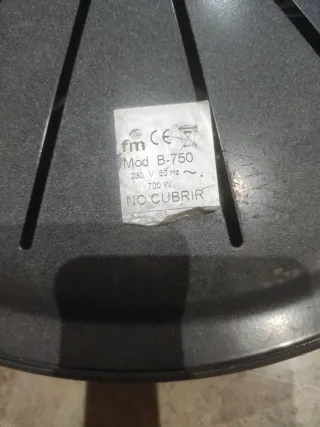 fm CE
Mod B-750
230 V 50 Hz ~
700 W.
NO CUBRIR